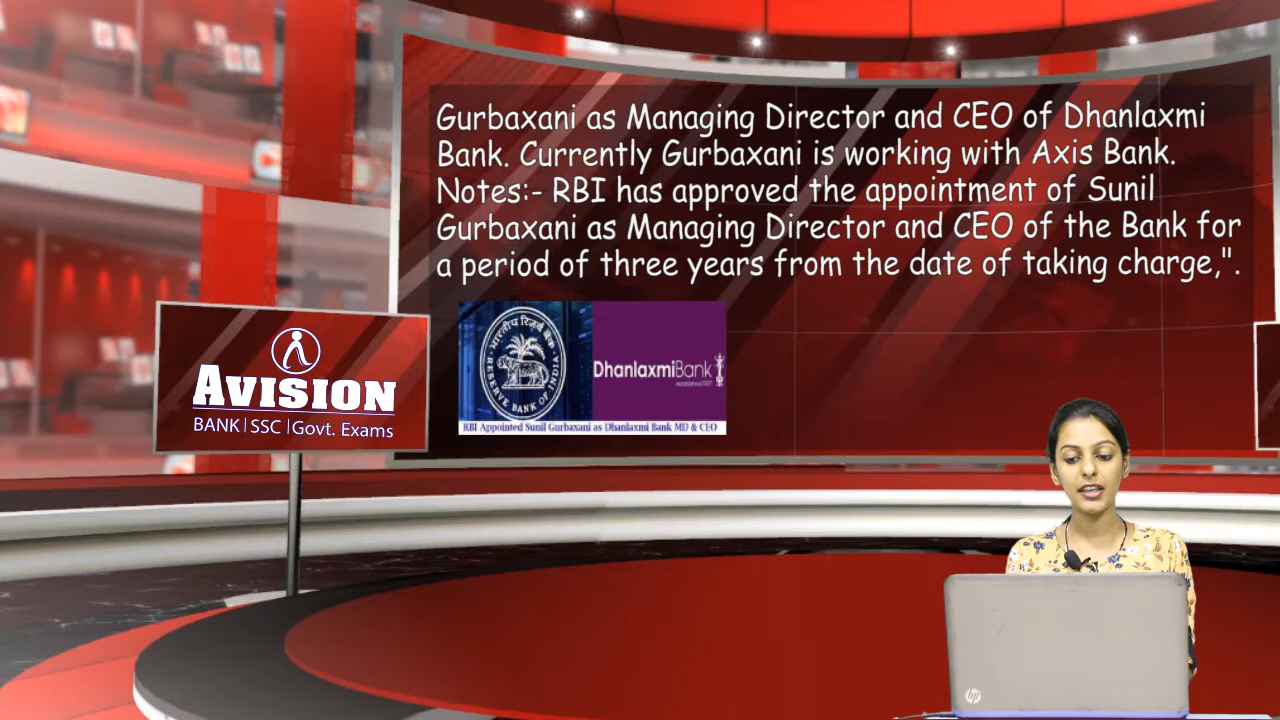 Gurbaxani as Managing Director and CEO of Dhanlaxmi
Bank. Currently Gurbaxani is working with Axis Bank.
Notes:- RBI has approved the appointment of Sunil
Gurbaxani as Managing Director and CEO of the Bank for
a period of three years from the date of taking charge,".
भारतीय रिज़र्व बैंक
RESERVE BANK OF INDIA
DhanlaxmiBank
RBI Appointed Sunil Gurbaxani as Dhanlaxmi Bank MD & CEO
AVISION
BANK|SSC|Govt. Exams
hp